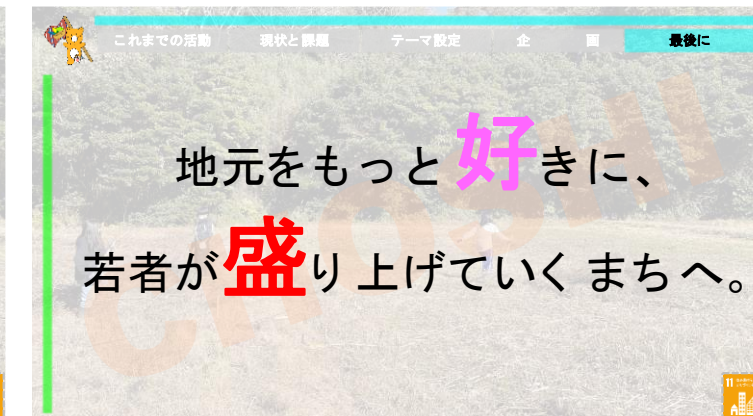 これまでの活動 現状と課題 テーマ設定 企 画 最後に
地元をもっと好きに、
若者が盛り上げていくまちへ。
CHOSHI
11